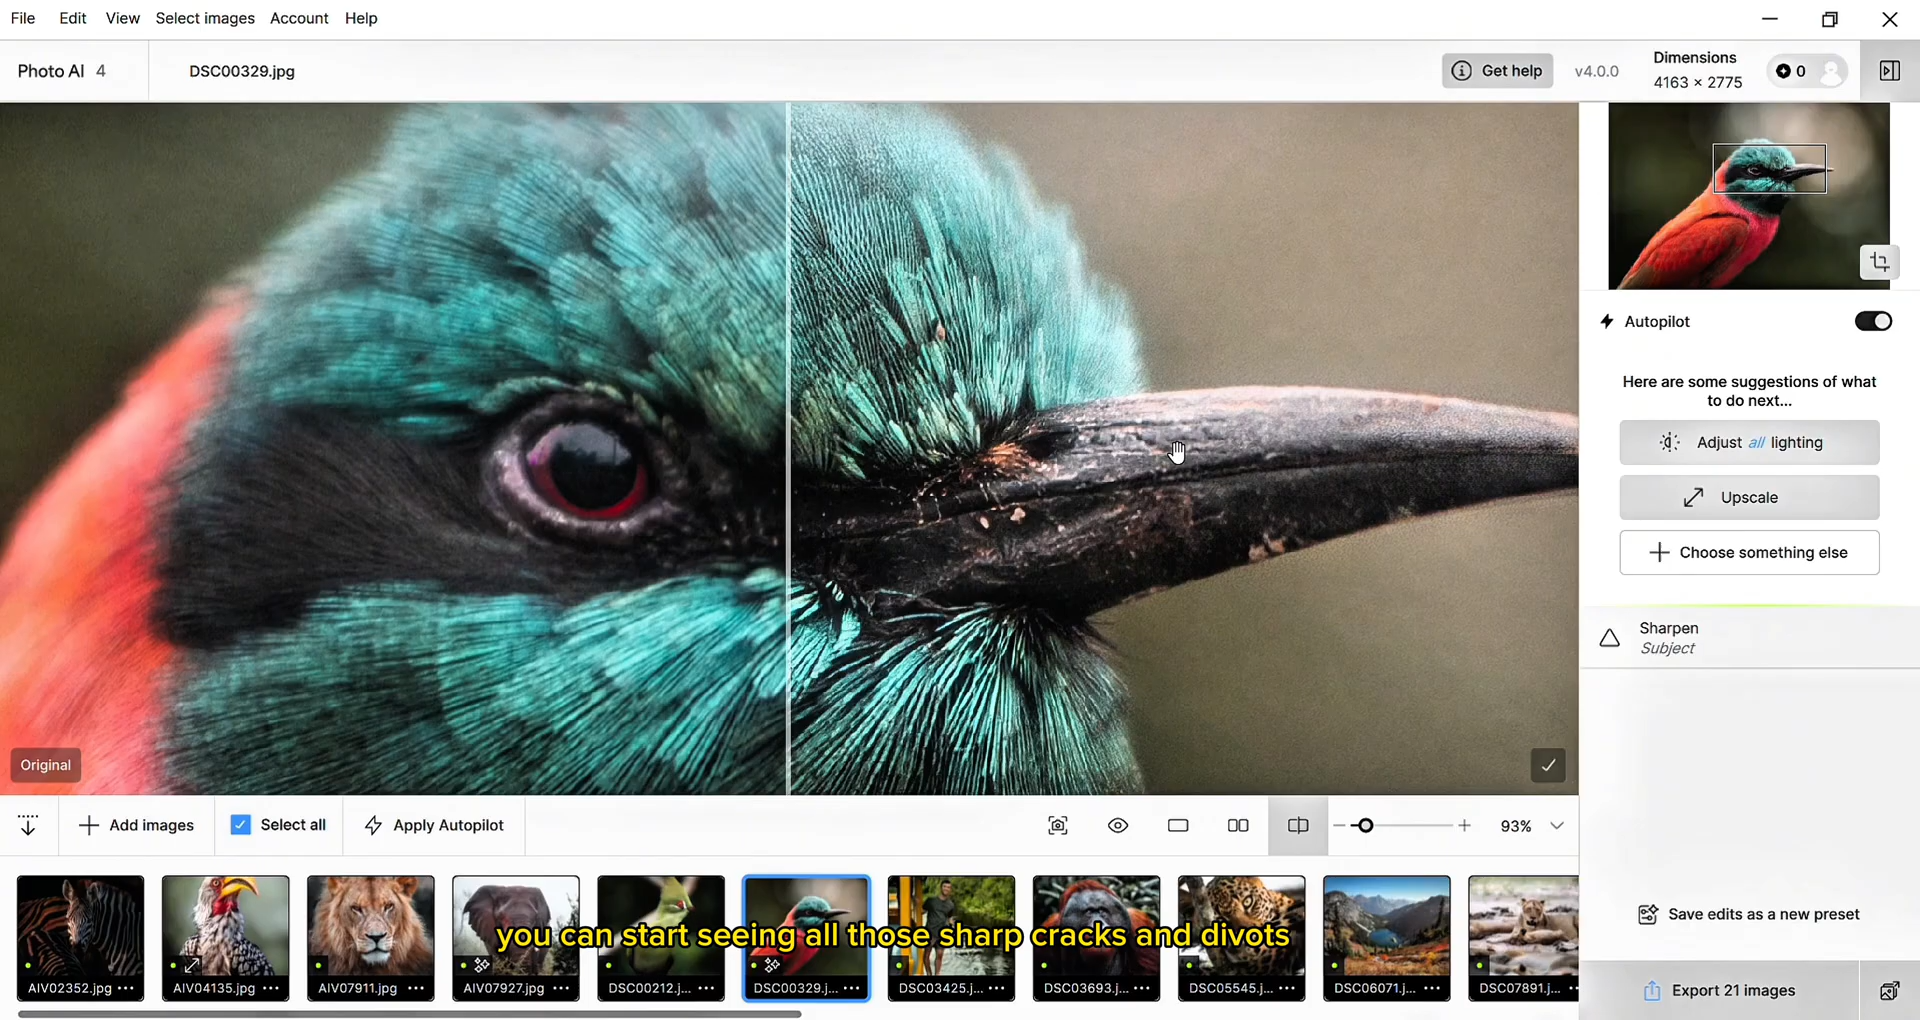 File Edit View Select images Account Help
Photo AI 4 DSC00329.jpg Get help v4.0.0 Dimensions 4163 × 2775 0
Autopilot
Here are some suggestions of what
to do next...
Adjust all lighting
Upscale
Choose something else
Sharpen
Subject
Original
Add images Select all Apply Autopilot 93%
you can start seeing all those sharp cracks and divots
Save edits as a new preset
AIV02352.jpg ··· AIV04135.jpg ··· AIV07911.jpg ··· AIV07927.jpg ··· DSC00212.j... ··· DSC00329.j... ··· DSC03425.j... ··· DSC03693.j... ··· DSC05545.j... ··· DSC06071.j... ··· DSC07891.j...
Export 21 images